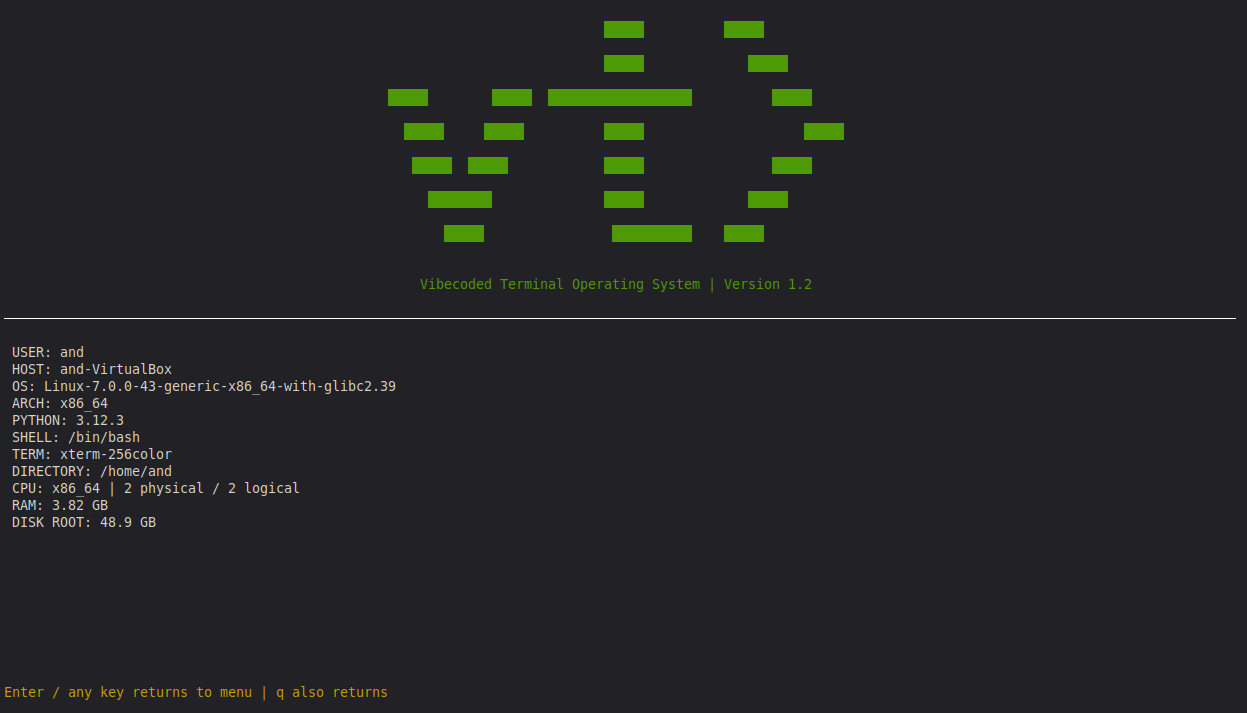 Vibecoded Terminal Operating System | Version 1.2
USER: and
HOST: and-VirtualBox
OS: Linux-7.0.0-43-generic-x86_64-with-glibc2.39
ARCH: x86_64
PYTHON: 3.12.3
SHELL: /bin/bash
TERM: xterm-256color
DIRECTORY: /home/and
CPU: x86_64 | 2 physical / 2 logical
RAM: 3.82 GB
DISK ROOT: 48.9 GB
Enter / any key returns to menu | q also returns